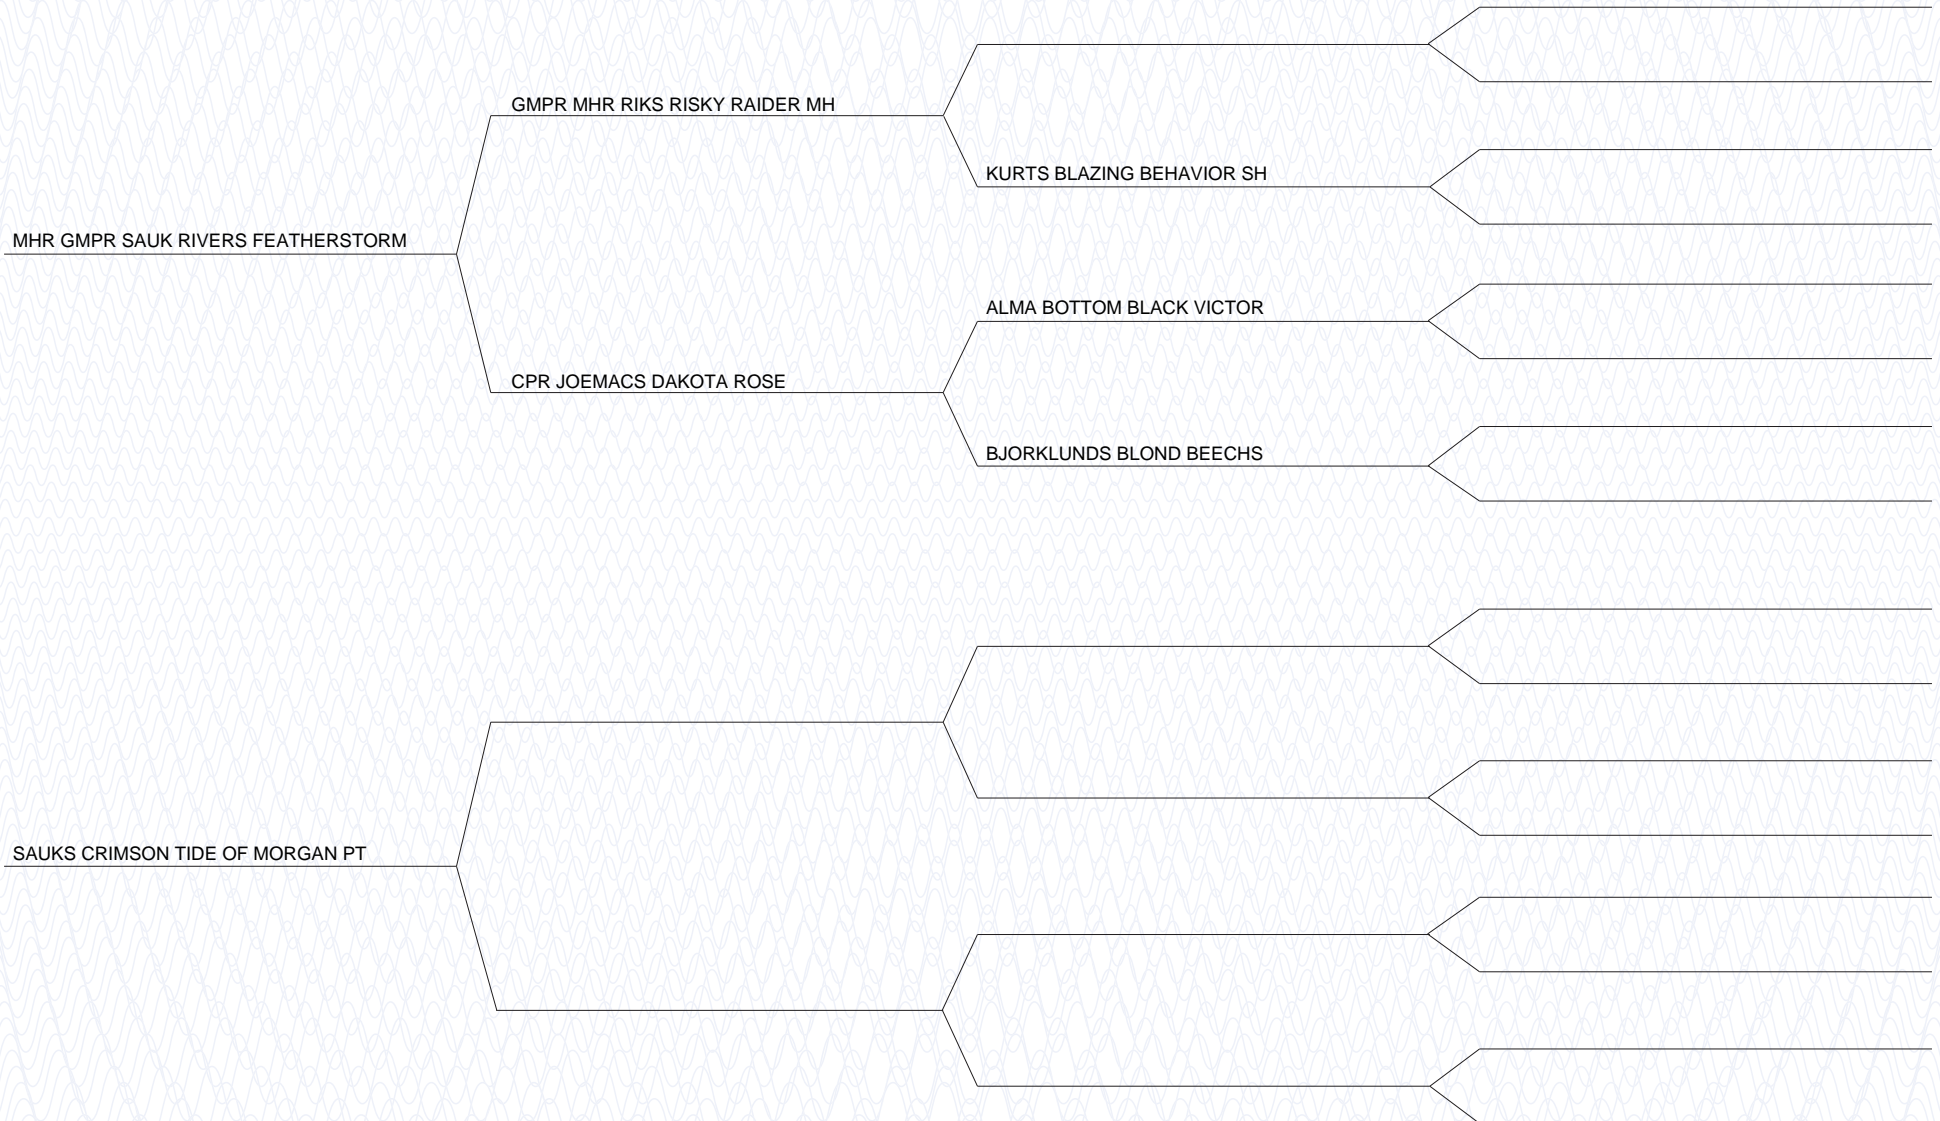 GMPR MHR RIKS RISKY RAIDER MH
KURTS BLAZING BEHAVIOR SH
MHR GMPR SAUK RIVERS FEATHERSTORM
ALMA BOTTOM BLACK VICTOR
CPR JOEMACS DAKOTA ROSE
BJORKLUNDS BLOND BEECHS
SAUKS CRIMSON TIDE OF MORGAN PT